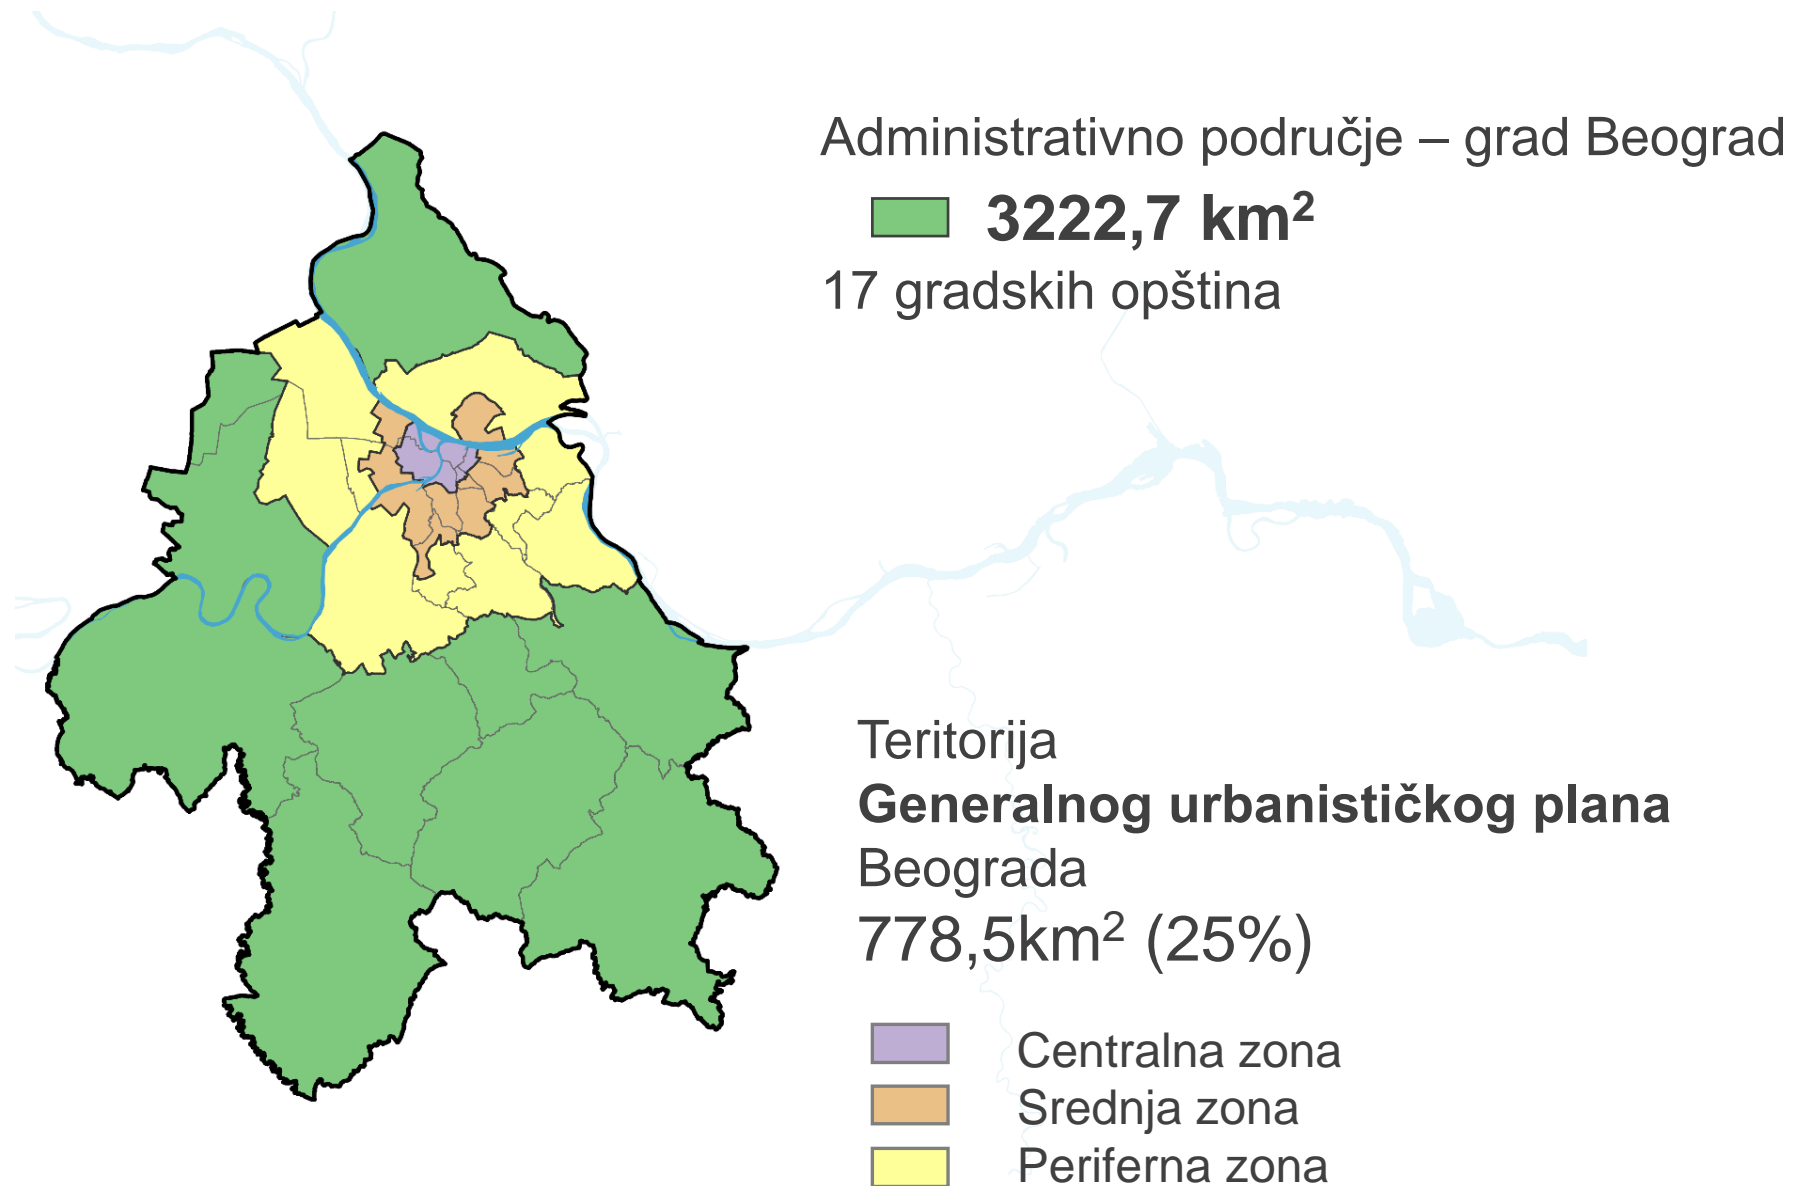 Administrativno područje – grad Beograd
3222,7 km²
17 gradskih opština
Teritorija
Generalnog urbanističkog plana
Beograda
778,5km² (25%)
Centralna zona
Srednja zona
Periferna zona